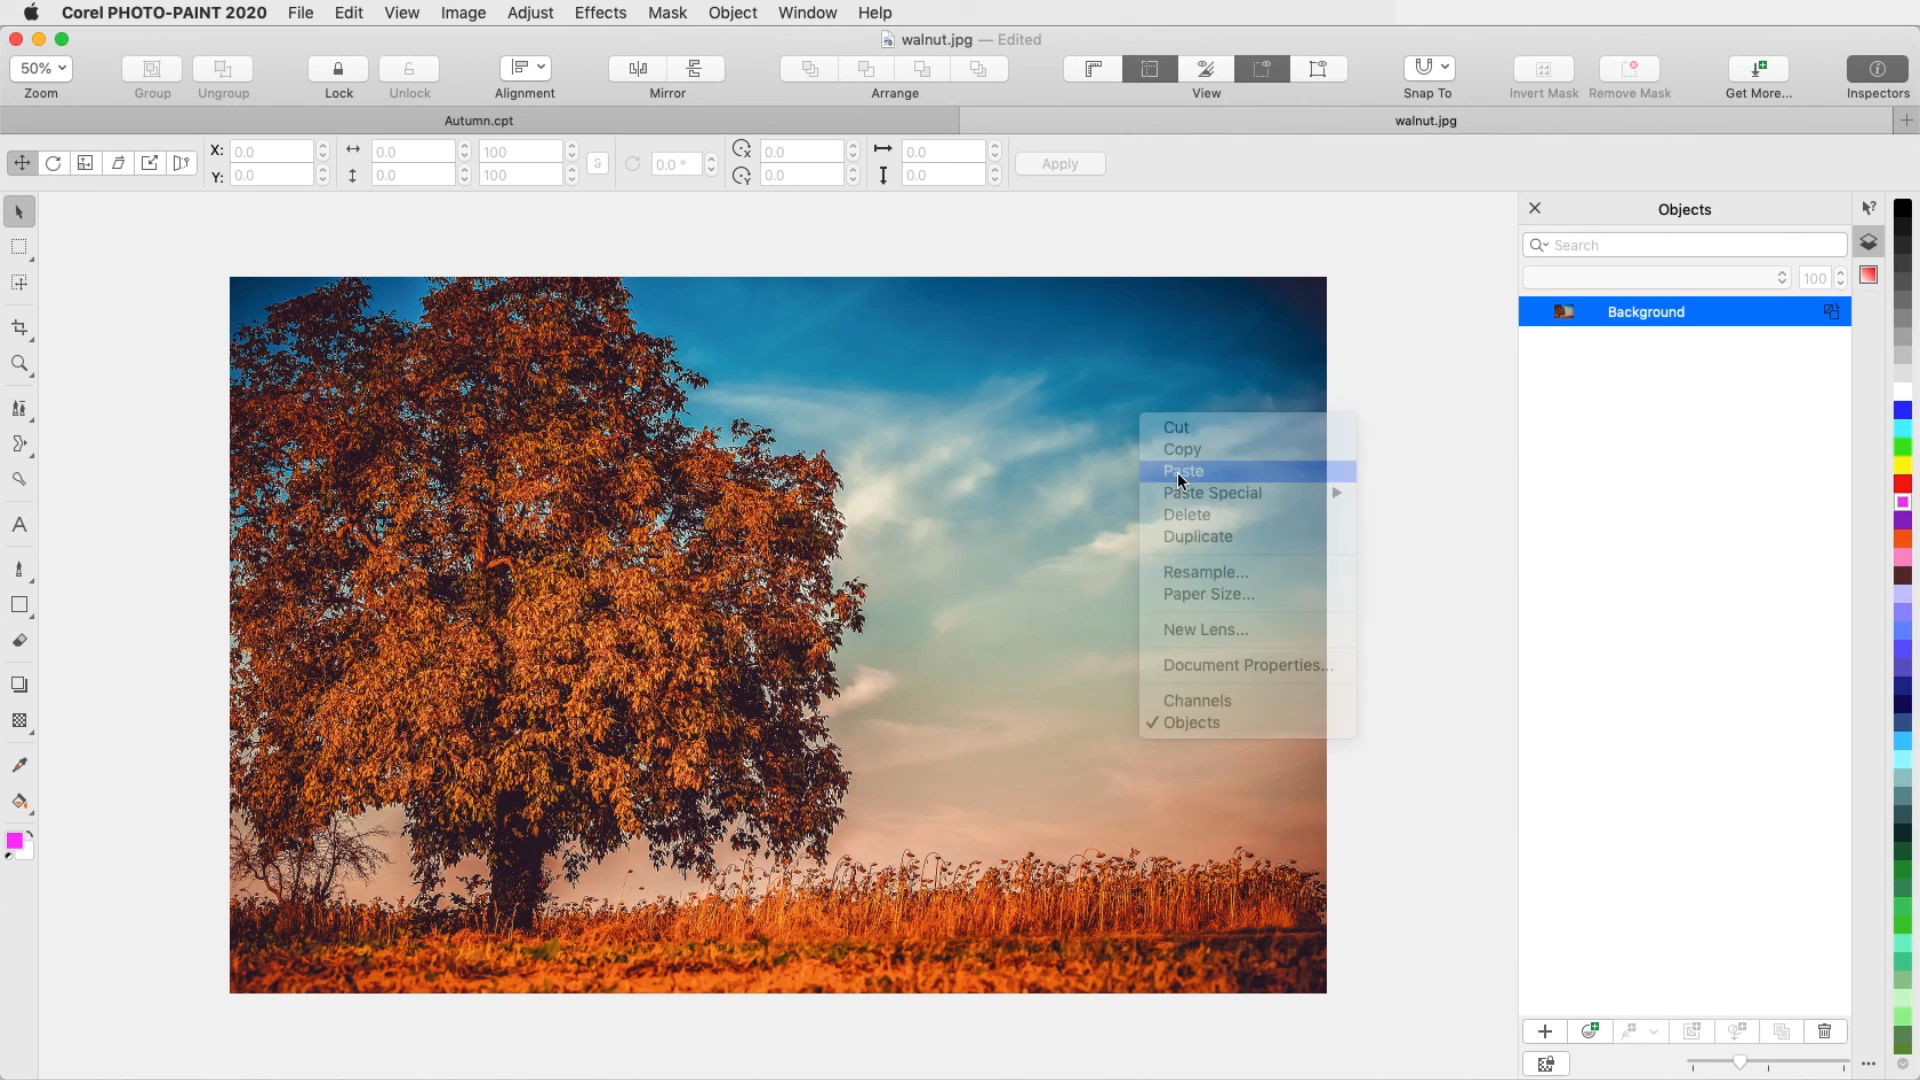 Corel PHOTO-PAINT 2020 File Edit View Image Adjust Effects Mask Object Window Help
walnut.jpg — Edited
50%
Zoom Group Ungroup Lock Unlock Alignment Mirror Arrange View Snap To Invert Mask Remove Mask Get More... Inspectors
Autumn.cpt walnut.jpg
X: 0.0 0.0 100 0.0 ° 0.0 0.0 Apply
Y: 0.0 0.0 100 0.0 0.0
Objects
Search
100
Background
Cut
Copy
Paste
Paste Special
Delete
Duplicate
Resample...
Paper Size...
New Lens...
Document Properties...
Channels
✓ Objects